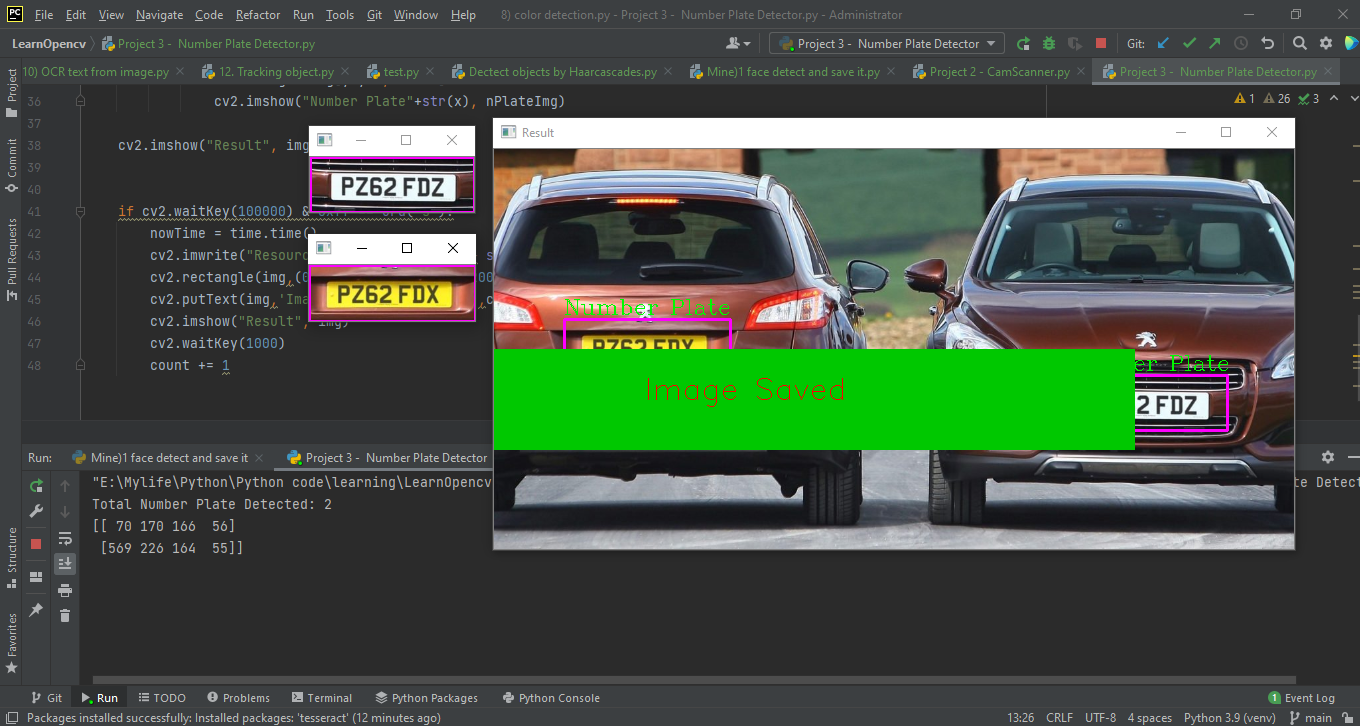 PC File Edit View Navigate Code Refactor Run Tools Git Window Help 8) color detection.py - Project 3 - Number Plate Detector.py - Administrator
LearnOpencv Project 3 - Number Plate Detector.py Project 3 - Number Plate Detector Git:
10) OCR text from image.py 12. Tracking object.py test.py Dectect objects by Haarcascades.py Mine)1 face detect and save it.py Project 2 - CamScanner.py Project 3 - Number Plate Detector.py
36 cv2.imshow("Number Plate"+str(x), nPlateImg)
1 26 3
37
38 cv2.imshow("Result", img
39
40
41 if cv2.waitKey(100000) &
42 nowTime = time.time()
43 cv2.imwrite("Resourc
44 cv2.rectangle(img,(0
45 cv2.putText(img,'Ima
46 cv2.imshow("Result", img)
47 cv2.waitKey(1000)
48 count += 1
PZ62 FDZ
PZ62 FDX
Result
Number Plate
PZ62 FDX
er Plate
2 FDZ
Image Saved
Project
Commit
Pull Requests
Structure
Favorites
Run: Mine)1 face detect and save it Project 3 - Number Plate Detector
"E:\Mylife\Python\Python code\learning\LearnOpencv
te Detect
Total Number Plate Detected: 2
[[ 70 170 166 56]
[569 226 164 55]]
Git Run TODO Problems Terminal Python Packages Python Console 1 Event Log
Packages installed successfully: Installed packages: 'tesseract' (12 minutes ago) 13:26 CRLF UTF-8 4 spaces Python 3.9 (venv) main